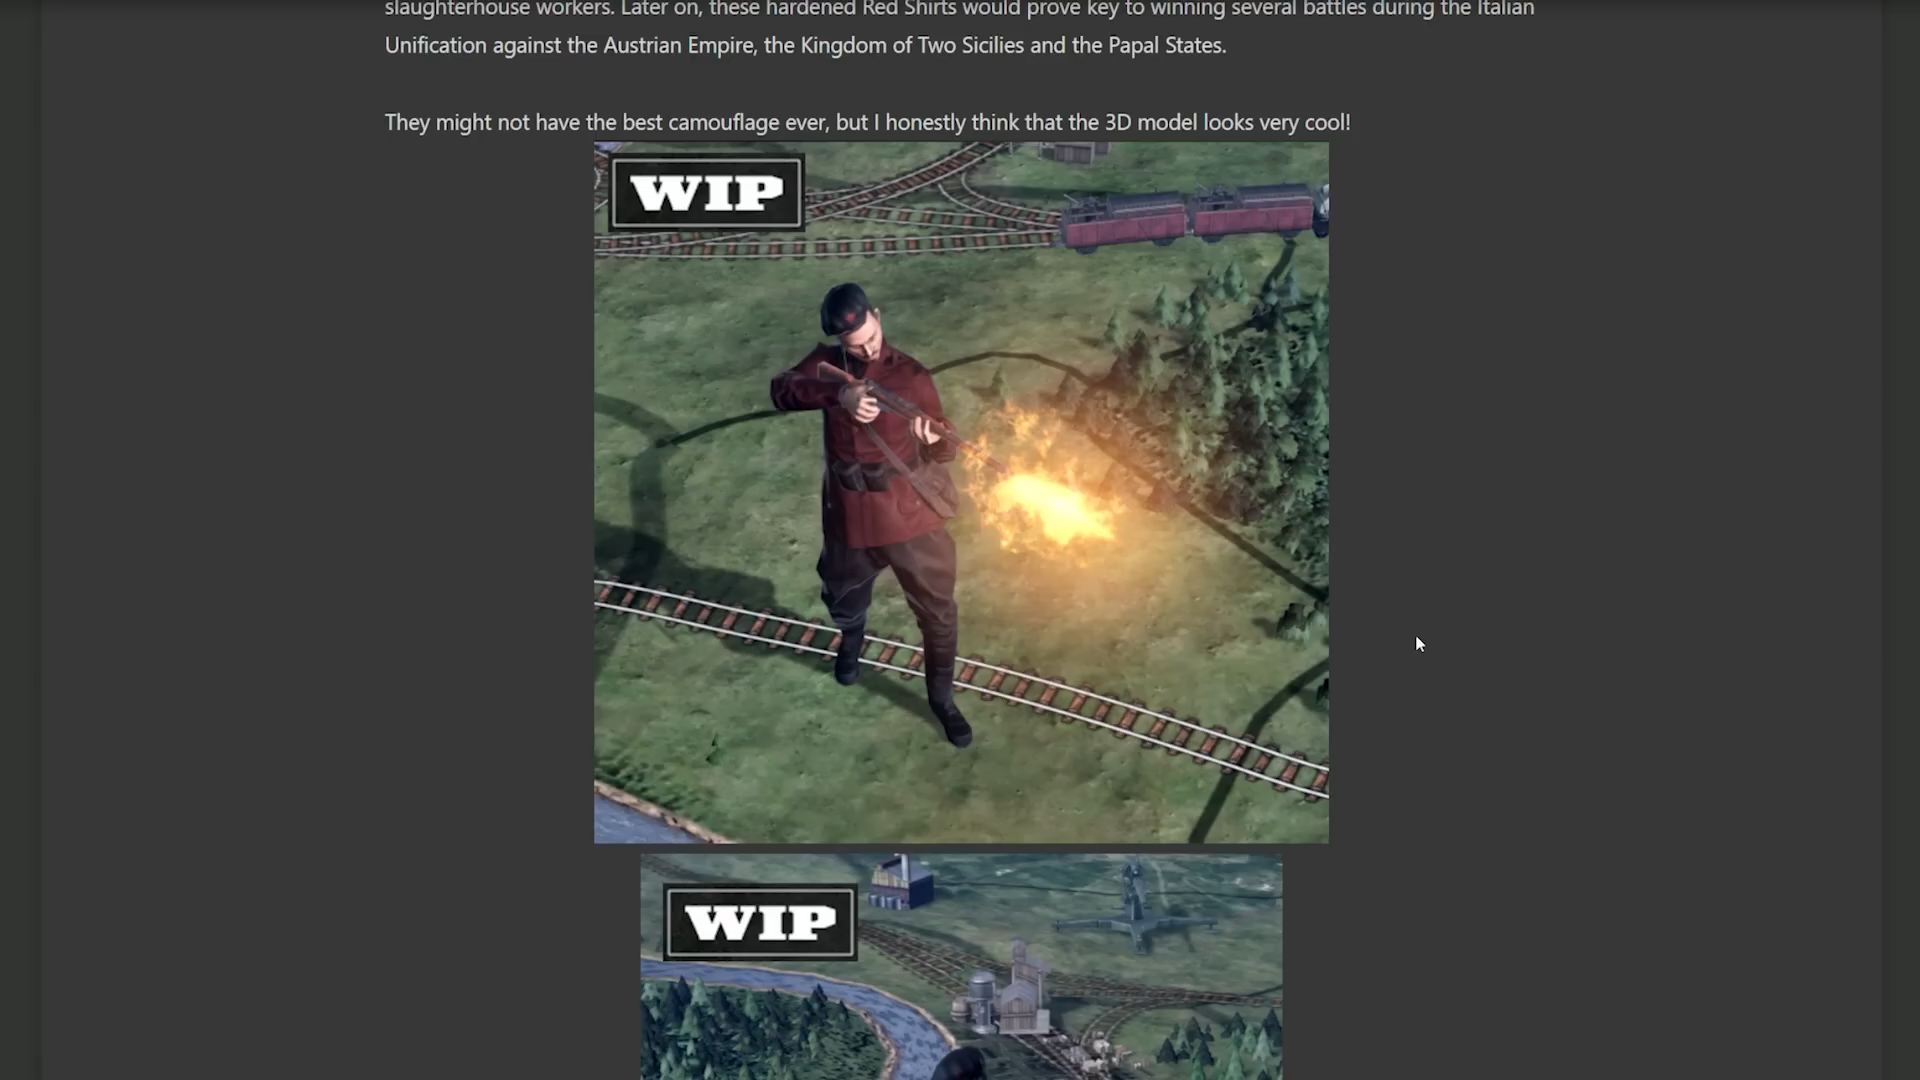 slaughterhouse workers. Later on, these hardened Red Shirts would prove key to winning several battles during the Italian
Unification against the Austrian Empire, the Kingdom of Two Sicilies and the Papal States.
They might not have the best camouflage ever, but I honestly think that the 3D model looks very cool!
WIP
WIP